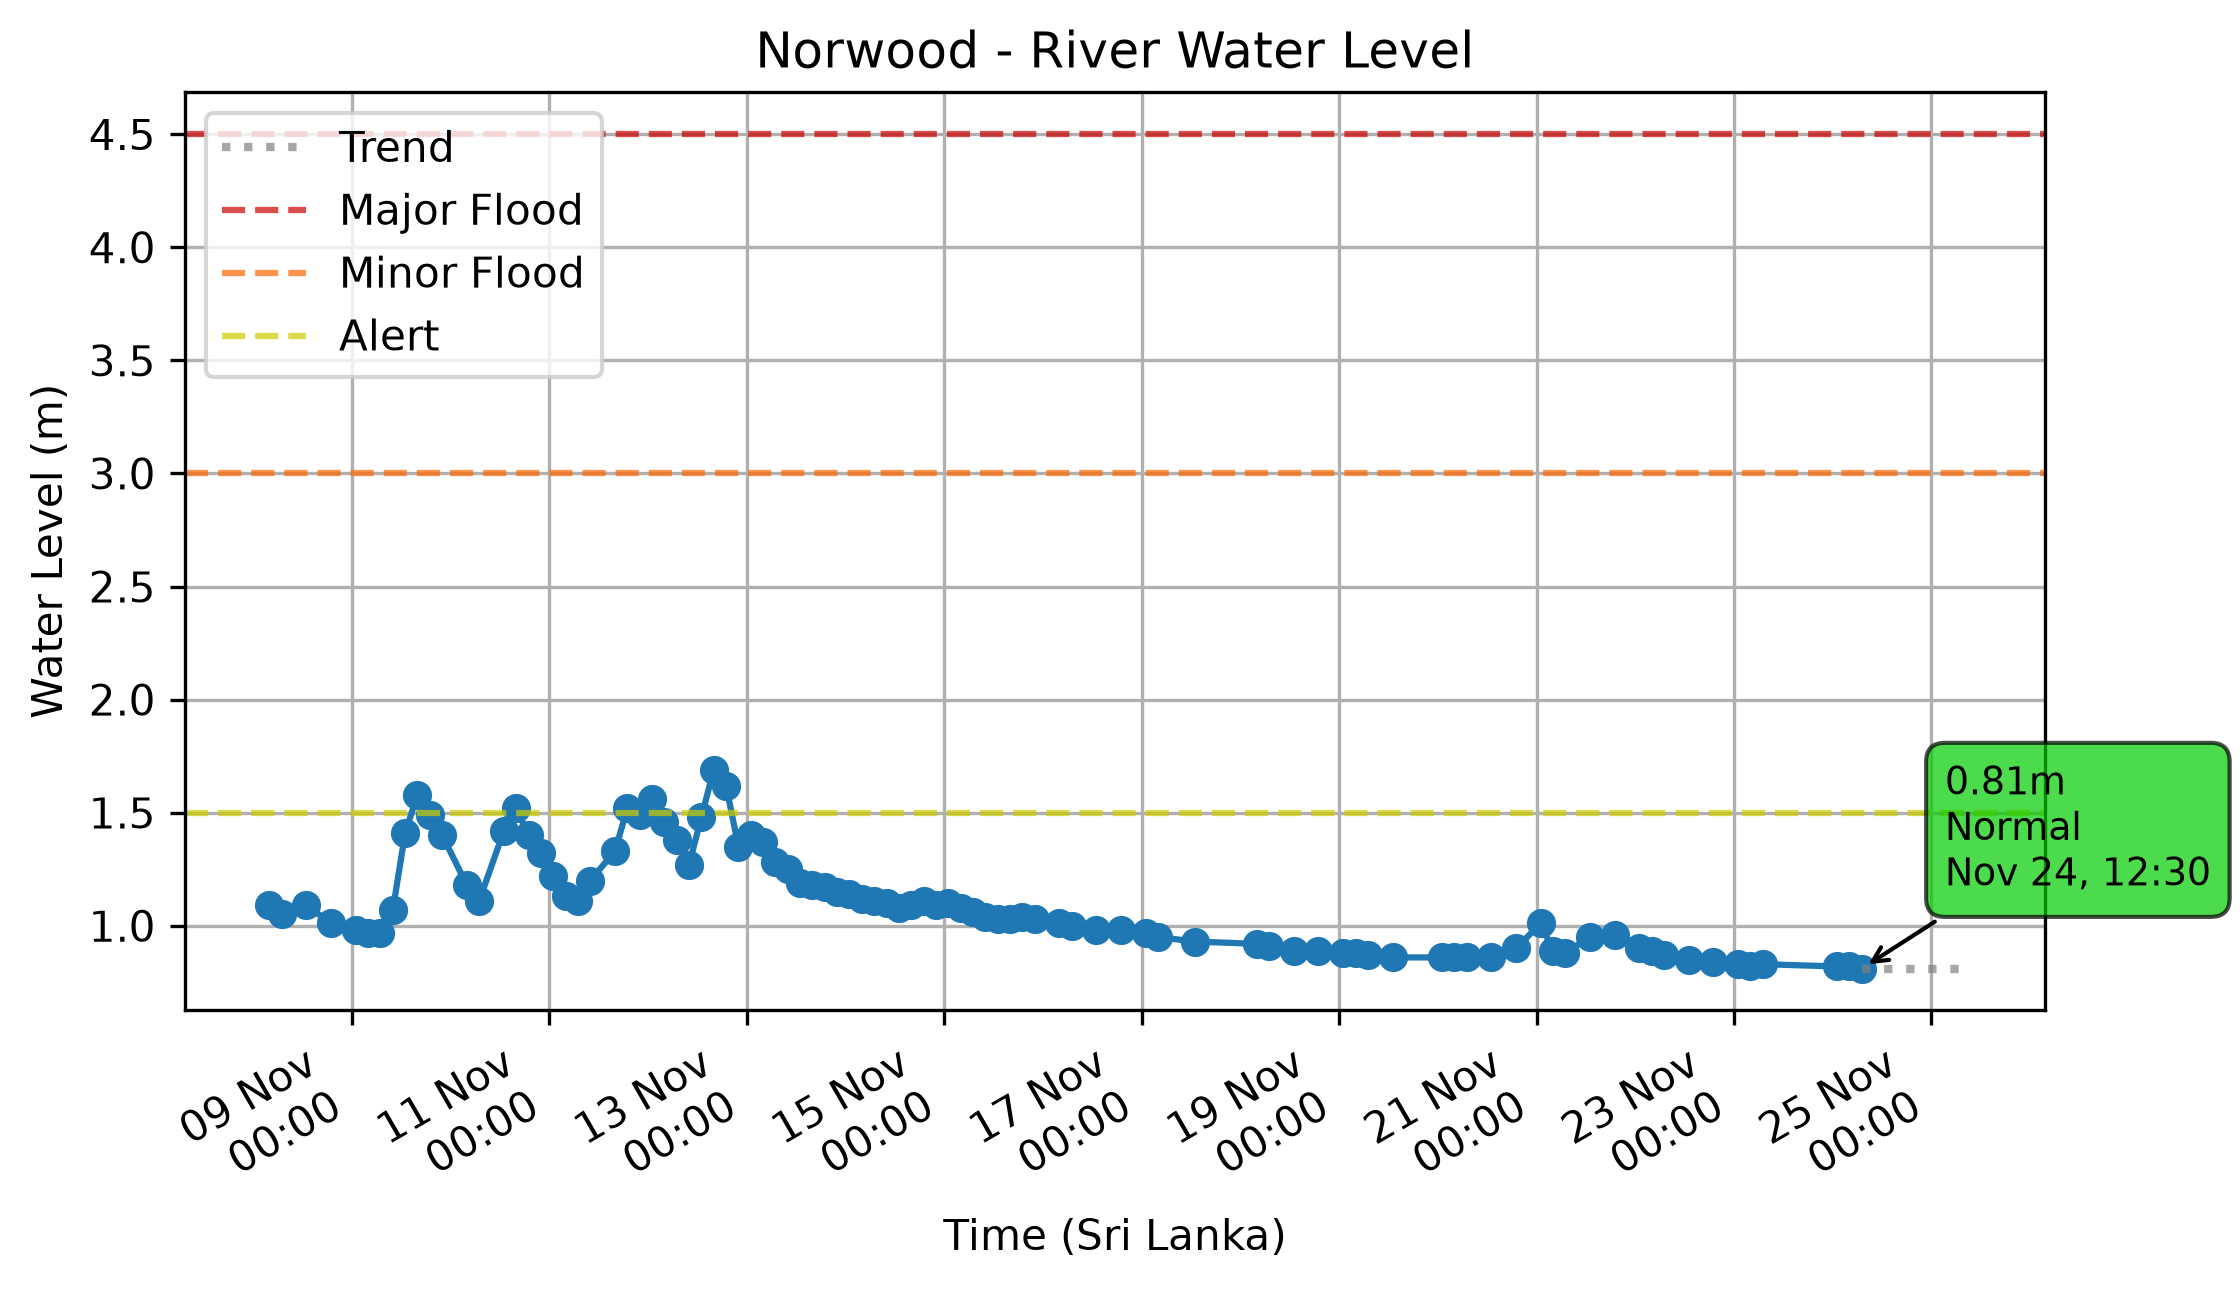 Norwood - River Water Level
Trend
Major Flood
Minor Flood
Alert
4.5
4.0
3.5
3.0
2.5
2.0
1.5
1.0
Water Level (m)
0.81m
Normal
Nov 24, 12:30
09 Nov
00:00
11 Nov
00:00
13 Nov
00:00
15 Nov
00:00
17 Nov
00:00
19 Nov
00:00
21 Nov
00:00
23 Nov
00:00
25 Nov
00:00
Time (Sri Lanka)